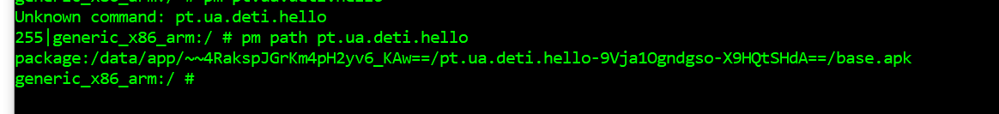 Unknown command: pt.ua.deti.hello
255|generic_x86_arm:/ # pm path pt.ua.deti.hello
package:/data/app/~~4RakspJGrKm4pH2yv6_KAw==/pt.ua.deti.hello-9Vja1Ogndgso-X9HQtSHdA==/base.apk
generic_x86_arm:/ #